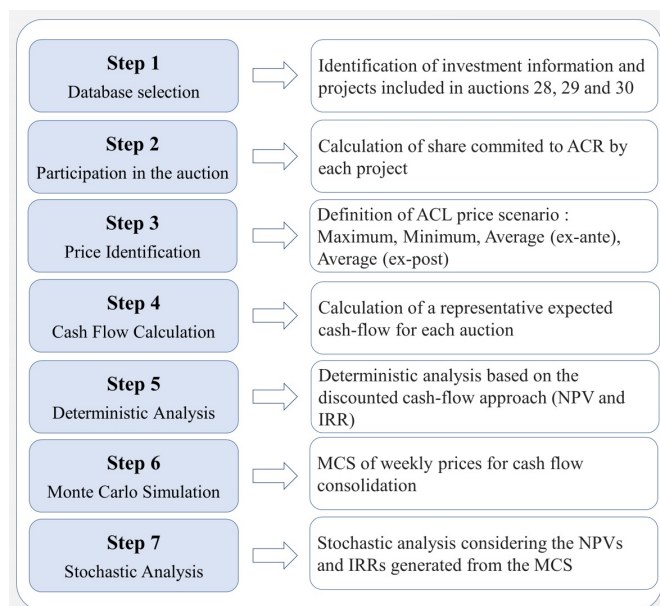 Step 1
Database selection
Identification of investment information and
projects included in auctions 28, 29 and 30
Step 2
Participation in the auction
Calculation of share commited to ACR by
each project
Step 3
Price Identification
Definition of ACL price scenario :
Maximum, Minimum, Average (ex-ante),
Average (ex-post)
Step 4
Cash Flow Calculation
Calculation of a representative expected
cash-flow for each auction
Step 5
Deterministic Analysis
Deterministic analysis based on the
discounted cash-flow approach (NPV and
IRR)
Step 6
Monte Carlo Simulation
MCS of weekly prices for cash flow
consolidation
Step 7
Stochastic Analysis
Stochastic analysis considering the NPVs
and IRRs generated from the MCS